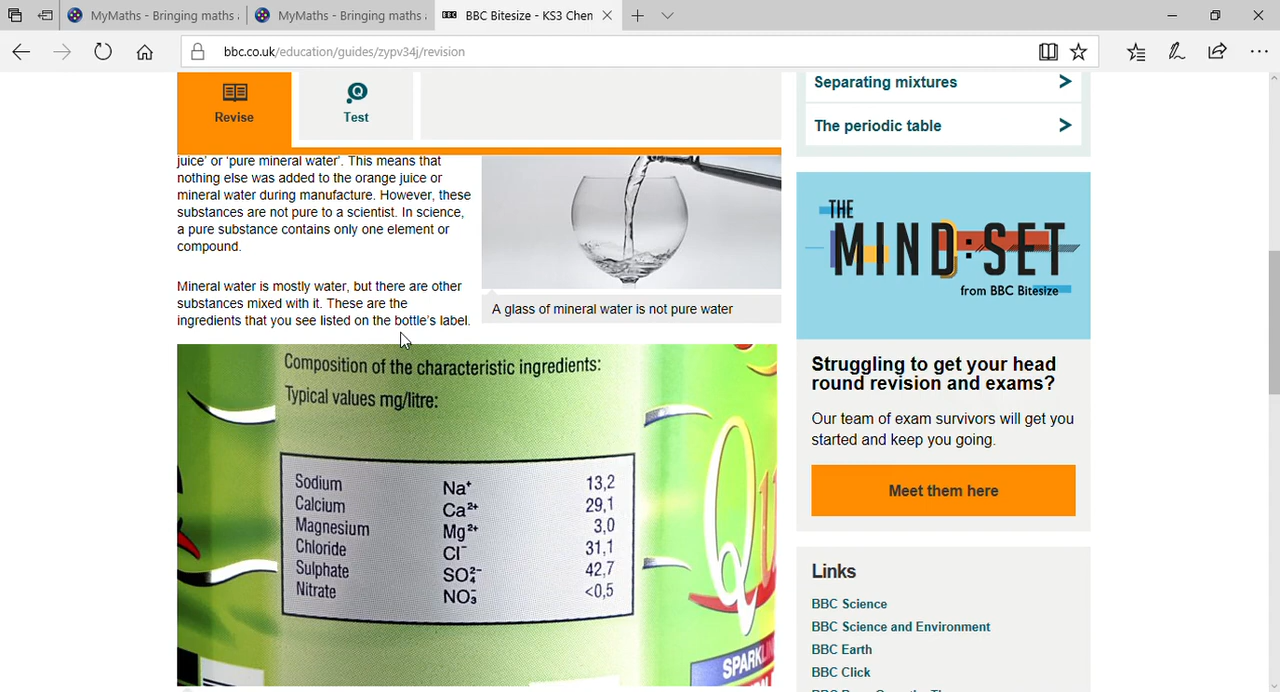 MyMaths - Bringing maths
MyMaths - Bringing maths
BBC Bitesize - KS3 Chen
bbc.co.uk/education/guides/zypv34j/revision
Revise
Test
juice' or 'pure mineral water'. This means that
nothing else was added to the orange juice or
mineral water during manufacture. However, these
substances are not pure to a scientist. In science,
a pure substance contains only one element or
compound.
A glass of mineral water is not pure water
Mineral water is mostly water, but there are other
substances mixed with it. These are the
ingredients that you see listed on the bottle's label.
Composition of the characteristic ingredients:
Typical values mg/litre:
Sodium Na⁺ 13,2
Calcium Ca²⁺ 29,1
Magnesium Mg²⁺ 3,0
Chloride Cl⁻ 31,1
Sulphate SO₄²⁻ 42,7
Nitrate NO₃⁻ <0,5
SPARK
Separating mixtures
The periodic table
THE
MIND:SET
from BBC Bitesize
Struggling to get your head
round revision and exams?
Our team of exam survivors will get you
started and keep you going.
Meet them here
Links
BBC Science
BBC Science and Environment
BBC Earth
BBC Click